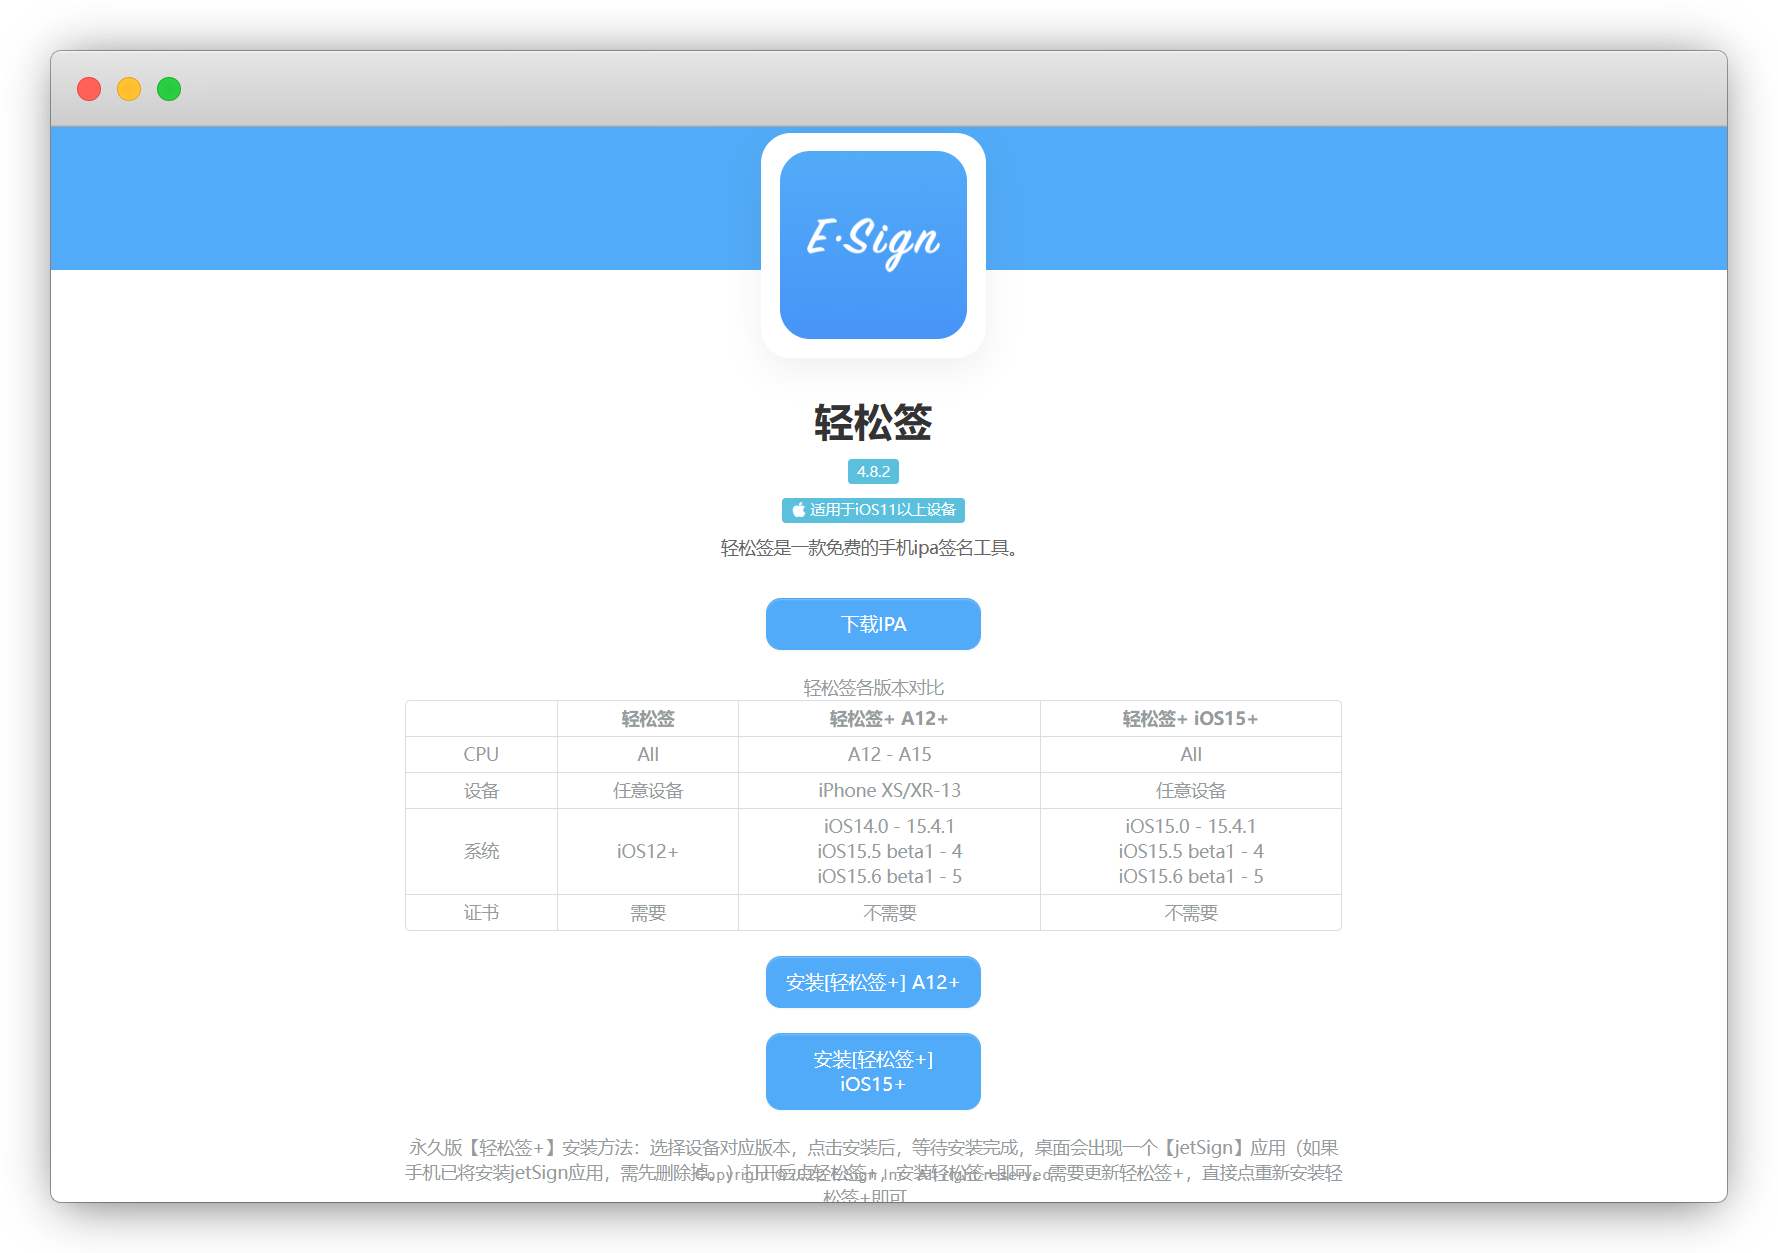 E·Sign
轻松签
4.8.2
适用于iOS11以上设备
轻松签是一款免费的手机ipa签名工具。
下载IPA
轻松签各版本对比
轻松签 轻松签+ A12+ 轻松签+ iOS15+
CPU All A12 - A15 All
设备 任意设备 iPhone XS/XR-13 任意设备
系统 iOS12+ iOS14.0 - 15.4.1 iOS15.0 - 15.4.1
iOS15.5 beta1 - 4 iOS15.5 beta1 - 4
iOS15.6 beta1 - 5 iOS15.6 beta1 - 5
证书 需要 不需要 不需要
安装[轻松签+] A12+
安装[轻松签+]
iOS15+
永久版【轻松签+】安装方法：选择设备对应版本，点击安装后，等待安装完成，桌面会出现一个【jetSign】应用（如果
手机已将安装jetSign应用，需先删除掉。）打开后点轻松签+，安装轻松签+即可。需要更新轻松签+，直接点重新安装轻
松签+即可